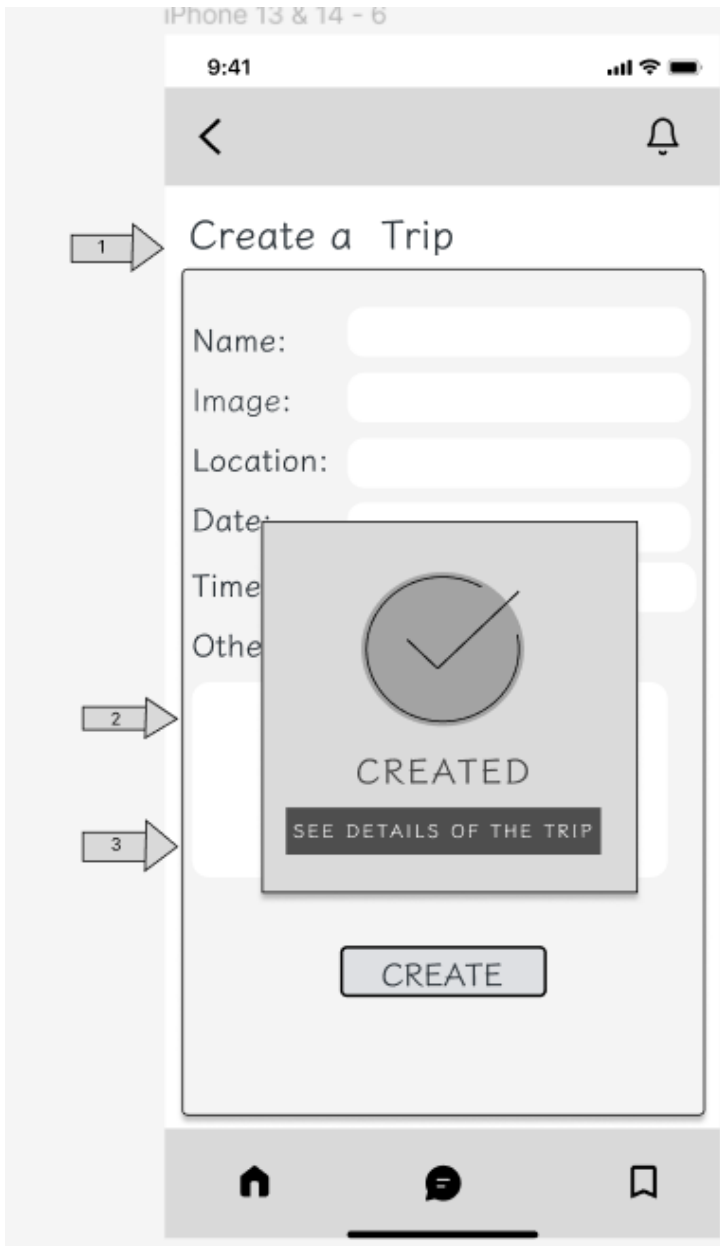 iPhone 13 & 14 - 6
9:41
1
Create a Trip
Name:
Image:
Location:
Date:
Time
Othe
2
CREATED
3
SEE DETAILS OF THE TRIP
CREATE